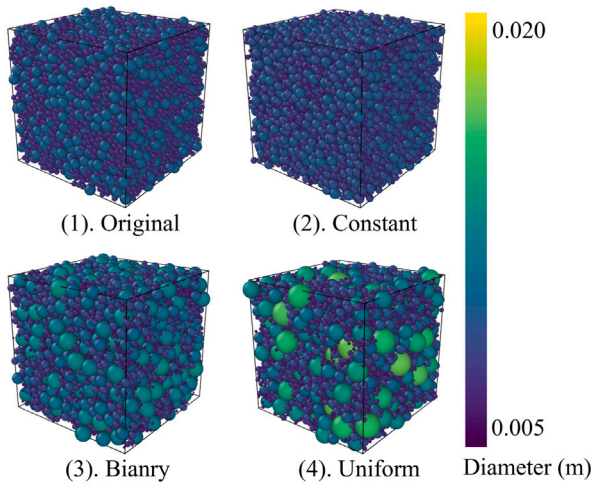 0.020
(1). Original
(2). Constant
(3). Bianry
(4). Uniform
0.005
Diameter (m)